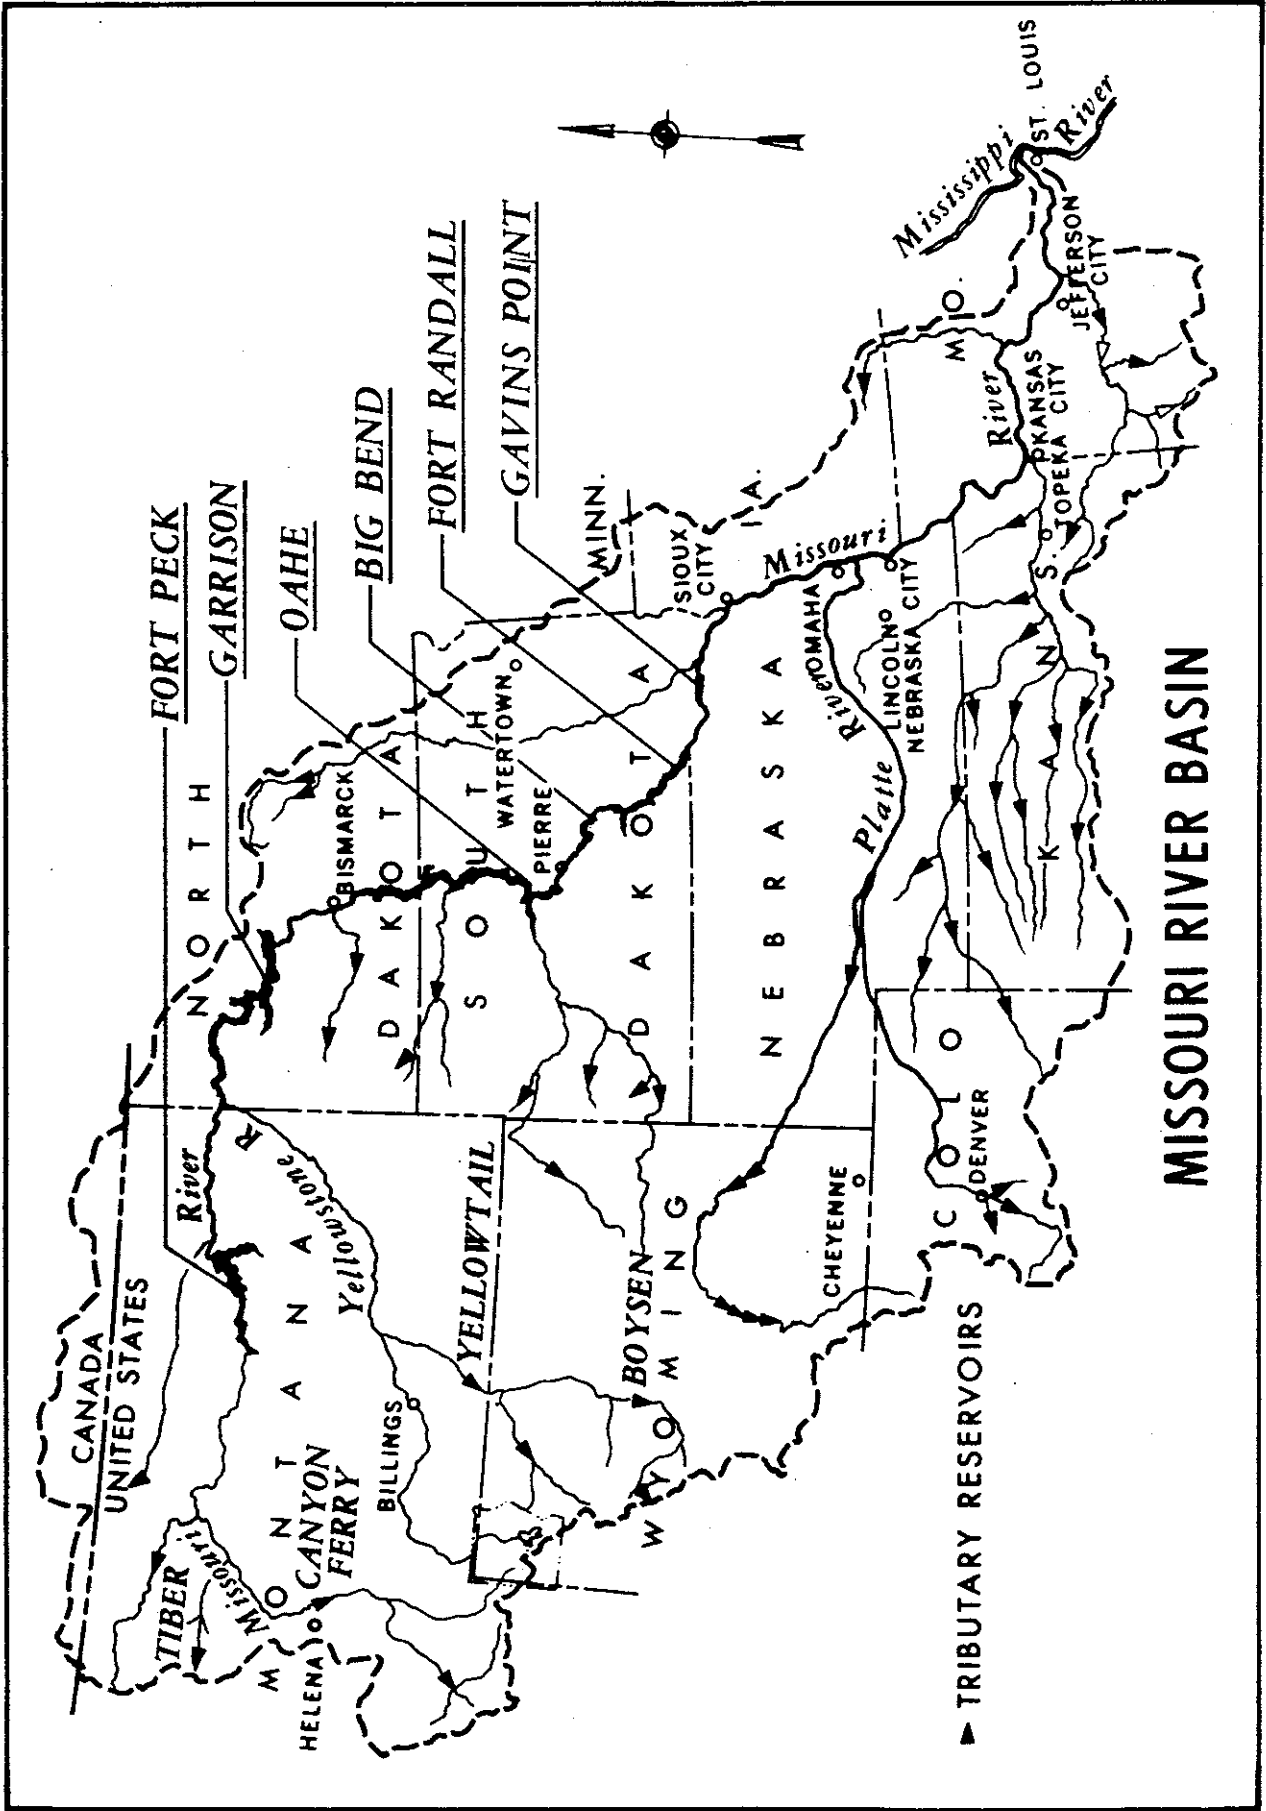 FORT PECK
GARRISON
OAHE
BIG BEND
FORT RANDALL
GAVINS POINT
CANADA
UNITED STATES
TIBER
Missouri
River
MONTANA
HELENA
CANYON
FERRY
BILLINGS
Yellowstone
R
YELLOWTAIL
BOYSEN
WYOMING
CHEYENNE
NORTH
DAKOTA
BISMARCK
SOUTH
DAKOTA
WATERTOWN
PIERRE
MINN.
SIOUX
CITY
IA.
NEBRASKA
Platte
River
OMAHA
LINCOLN
NEBRASKA CITY
Missouri
River
COLO
DENVER
KANS.
TOPEKA
KANSAS
CITY
MO.
JEFFERSON
CITY
Mississippi
River
ST. LOUIS
TRIBUTARY RESERVOIRS
MISSOURI RIVER BASIN